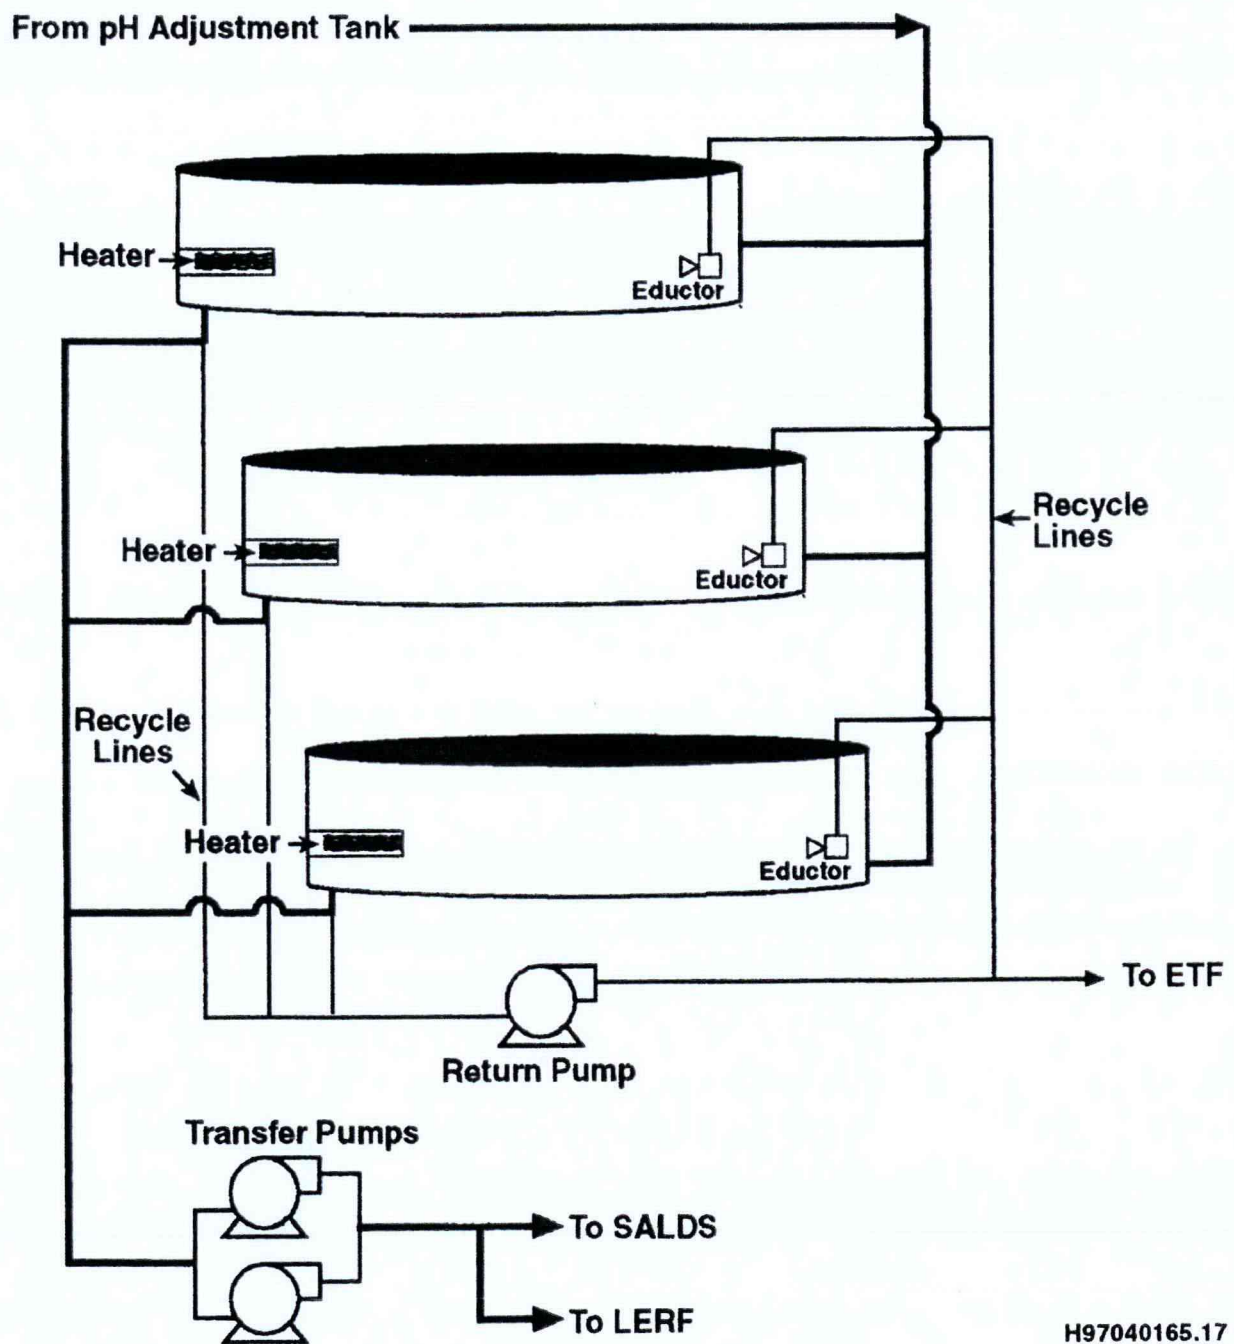 From pH Adjustment Tank
Heater
Eductor
Heater
Eductor
Recycle
Lines
Recycle
Lines
Heater
Eductor
To ETF
Return Pump
Transfer Pumps
To SALDS
To LERF
H97040165.17